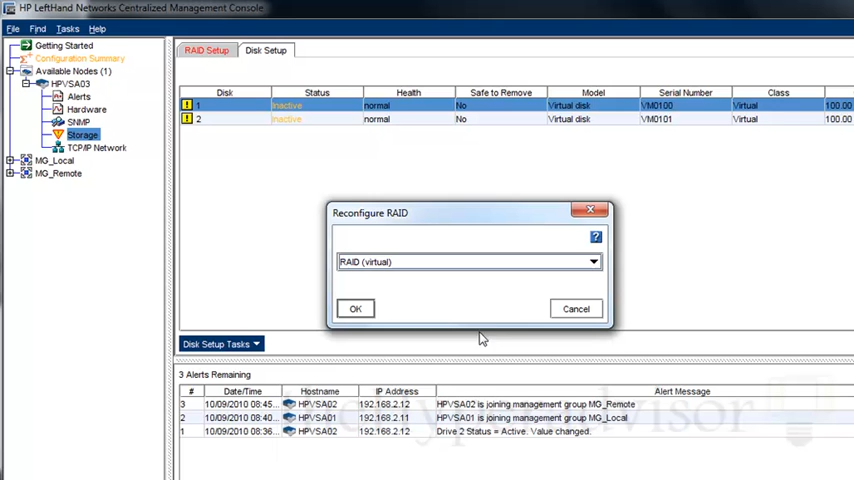 HP LeftHand Networks Centralized Management Console
File Find Tasks Help
Getting Started
Configuration Summary
Available Nodes (1)
HPVSA03
Alerts
Hardware
SNMP
Storage
TCP/IP Network
MG_Local
MG_Remote
RAID Setup Disk Setup
Disk Status Health Safe to Remove Model Serial Number Class
1 Inactive normal No Virtual disk VM0100 Virtual 100.00
2 Inactive normal No Virtual disk VM0101 Virtual 100.00
Reconfigure RAID
?
RAID (virtual)
OK Cancel
Disk Setup Tasks
3 Alerts Remaining
# Date/Time Hostname IP Address Alert Message
3 10/09/2010 08:45... HPVSA02 192.168.2.12 HPVSA02 is joining management group MG_Remote
2 10/09/2010 08:40... HPVSA01 192.168.2.11 HPVSA01 is joining management group MG_Local
1 10/09/2010 08:36... HPVSA02 192.168.2.12 Drive 2 Status = Active. Value changed.